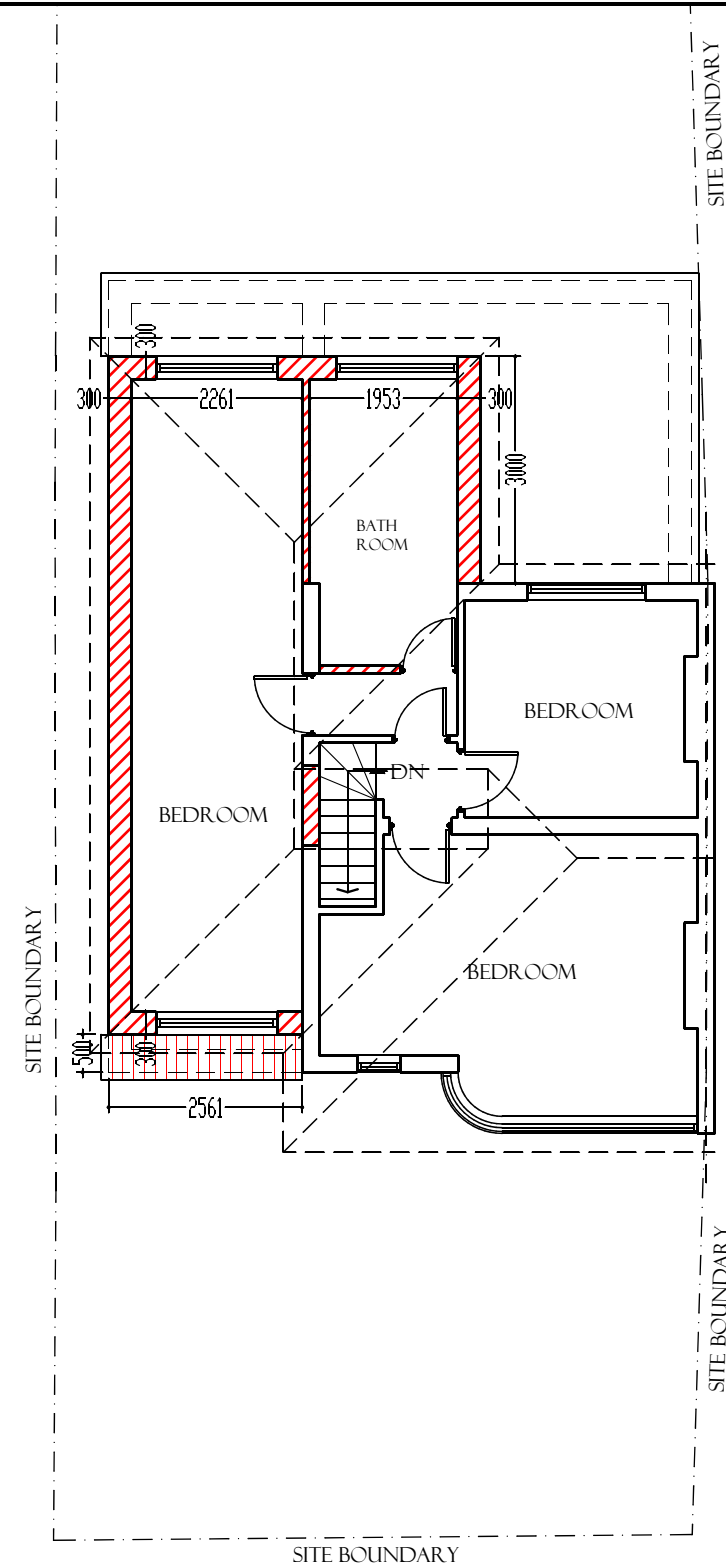 SITE BOUNDARY
300
300
2261
1953
300
3000
BATH
ROOM
BEDROOM
DN
BEDROOM
BEDROOM
SITE BOUNDARY
500
300
2561
SITE BOUNDARY
SITE BOUNDARY